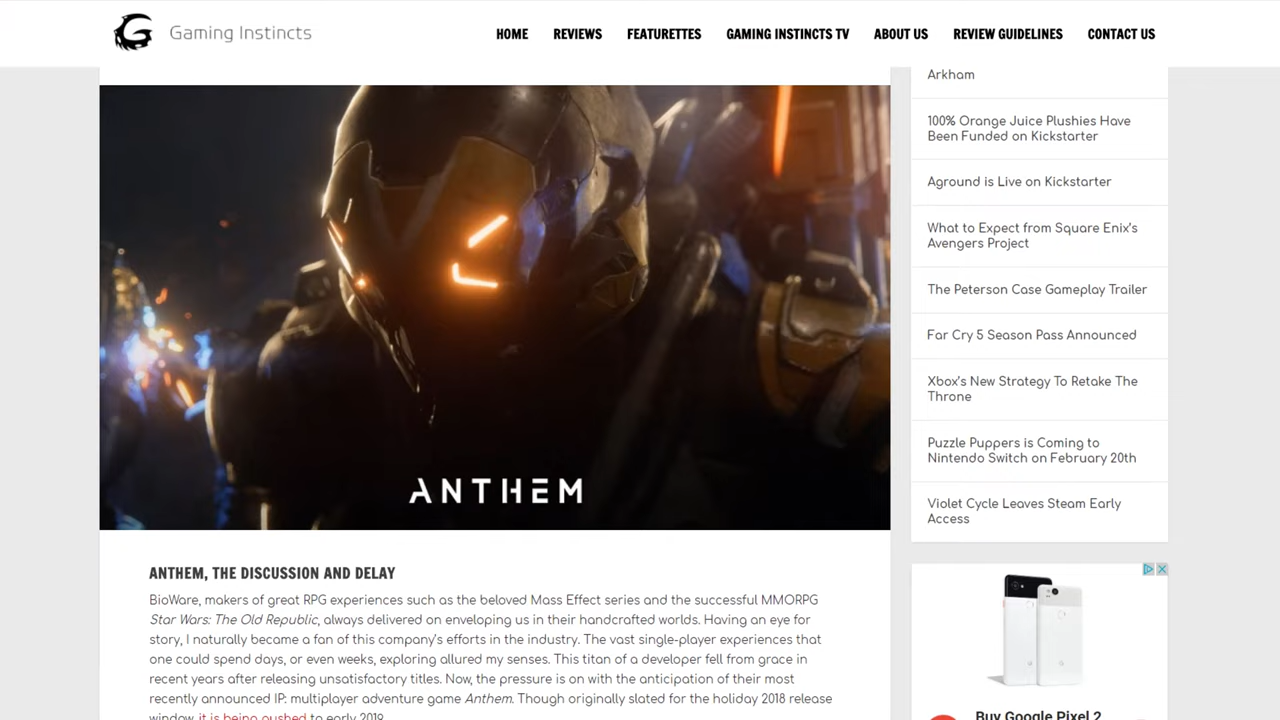 Gaming Instincts
HOME REVIEWS FEATURETTES GAMING INSTINCTS TV ABOUT US REVIEW GUIDELINES CONTACT US
ANTHEM
ANTHEM, THE DISCUSSION AND DELAY
BioWare, makers of great RPG experiences such as the beloved Mass Effect series and the successful MMORPG
Star Wars: The Old Republic, always delivered on enveloping us in their handcrafted worlds. Having an eye for
story, I naturally became a fan of this company's efforts in the industry. The vast single-player experiences that
one could spend days, or even weeks, exploring allured my senses. This titan of a developer fell from grace in
recent years after releasing unsatisfactory titles. Now, the pressure is on with the anticipation of their most
recently announced IP: multiplayer adventure game Anthem. Though originally slated for the holiday 2018 release
window, it is being pushed to early 2019.
Arkham
100% Orange Juice Plushies Have
Been Funded on Kickstarter
Aground is Live on Kickstarter
What to Expect from Square Enix's
Avengers Project
The Peterson Case Gameplay Trailer
Far Cry 5 Season Pass Announced
Xbox's New Strategy To Retake The
Throne
Puzzle Puppers is Coming to
Nintendo Switch on February 20th
Violet Cycle Leaves Steam Early
Access
Buy Google Pixel 2